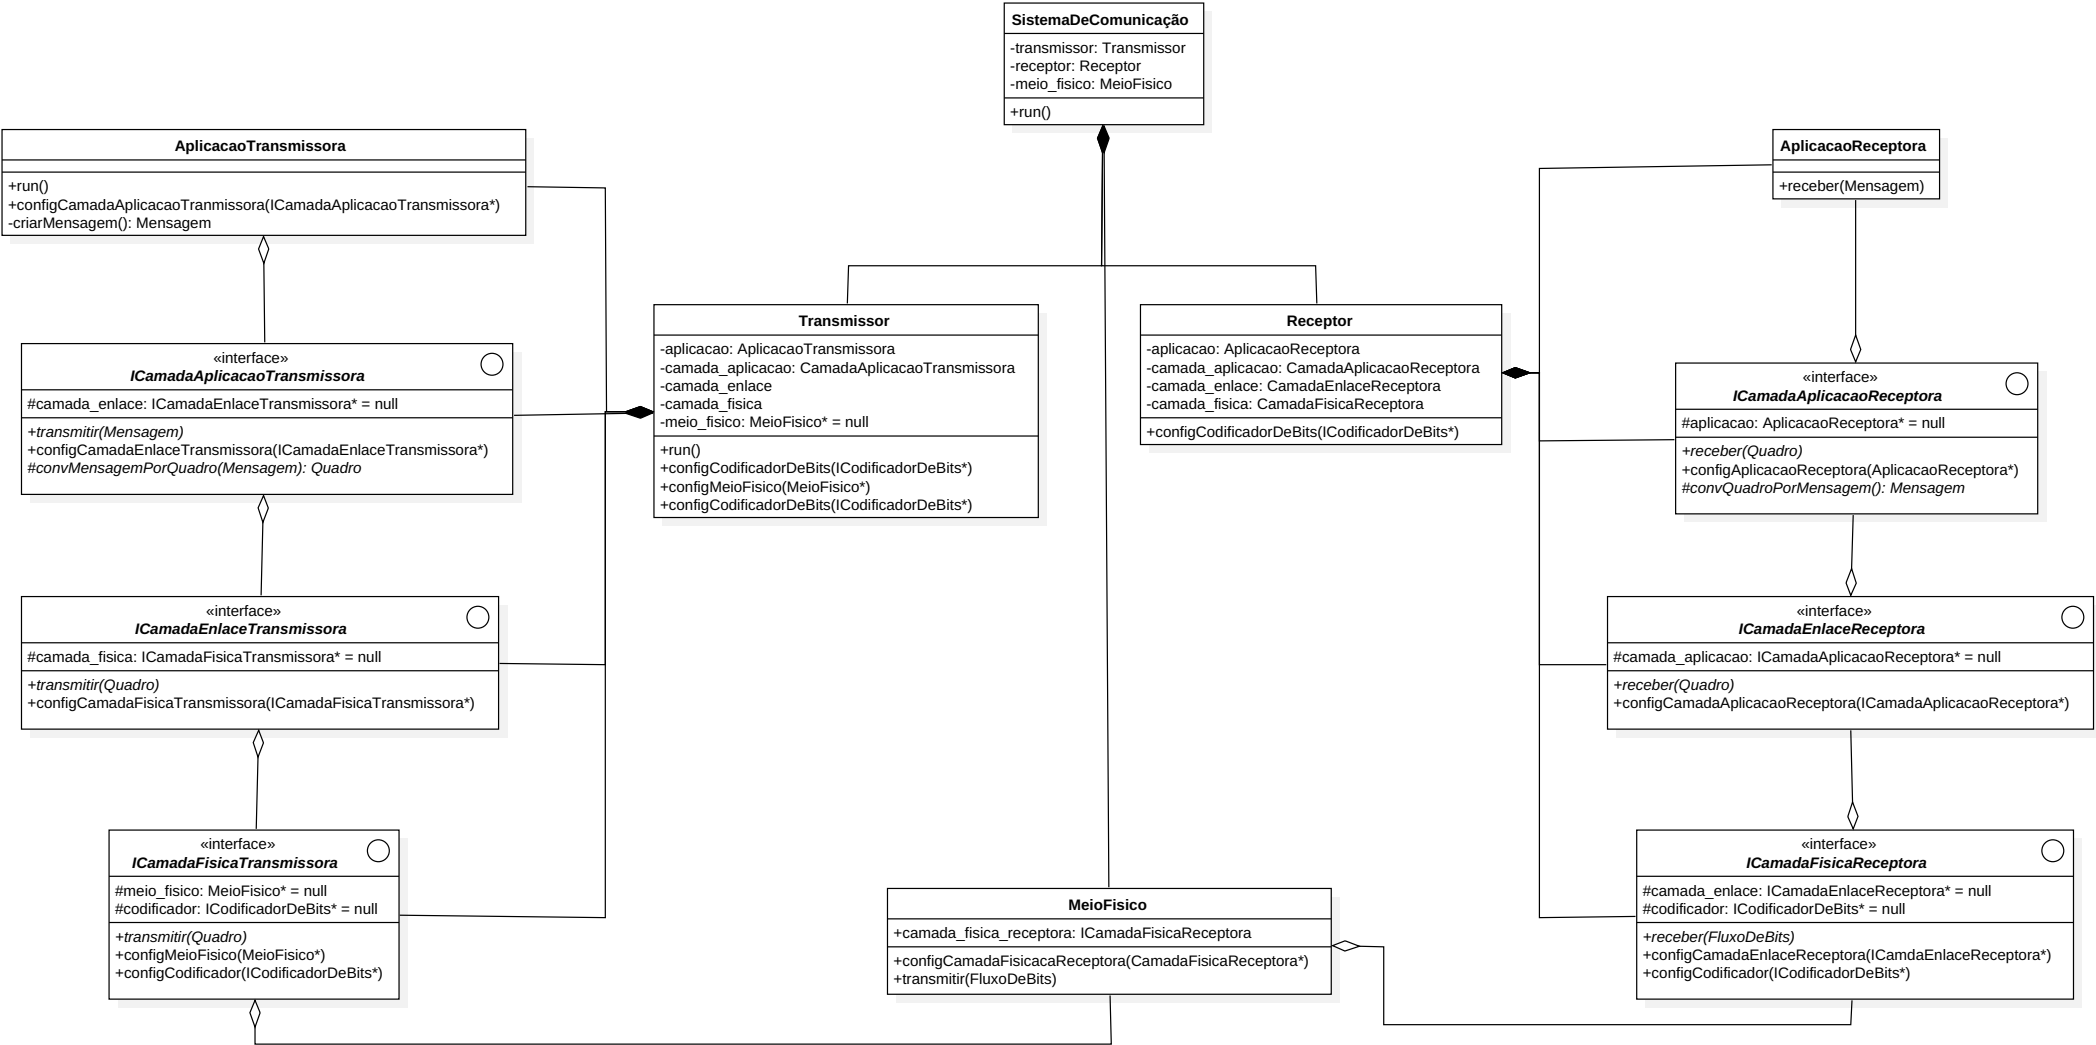 SistemaDeComunicação
-transmissor: Transmissor
-receptor: Receptor
-meio_fisico: MeioFisico
+run()
AplicacaoTransmissora
+run()
+configCamadaAplicacaoTranmissora(ICamadaAplicacaoTransmissora*)
-criarMensagem(): Mensagem
AplicacaoReceptora
+receber(Mensagem)
Transmissor
-aplicacao: AplicacaoTransmissora
-camada_aplicacao: CamadaAplicacaoTransmissora
-camada_enlace
-camada_fisica
-meio_fisico: MeioFisico* = null
+run()
+configCodificadorDeBits(ICodificadorDeBits*)
+configMeioFisico(MeioFisico*)
+configCodificadorDeBits(ICodificadorDeBits*)
Receptor
-aplicacao: AplicacaoReceptora
-camada_aplicacao: CamadaAplicacaoReceptora
-camada_enlace: CamadaEnlaceReceptora
-camada_fisica: CamadaFisicaReceptora
+configCodificadorDeBits(ICodificadorDeBits*)
«interface»
ICamadaAplicacaoTransmissora
#camada_enlace: ICamadaEnlaceTransmissora* = null
+transmitir(Mensagem)
+configCamadaEnlaceTransmissora(ICamadaEnlaceTransmissora*)
#convMensagemPorQuadro(Mensagem): Quadro
«interface»
ICamadaAplicacaoReceptora
#aplicacao: AplicacaoReceptora* = null
+receber(Quadro)
+configAplicacaoReceptora(AplicacaoReceptora*)
#convQuadroPorMensagem(): Mensagem
«interface»
ICamadaEnlaceTransmissora
#camada_fisica: ICamadaFisicaTransmissora* = null
+transmitir(Quadro)
+configCamadaFisicaTransmissora(ICamadaFisicaTransmissora*)
«interface»
ICamadaEnlaceReceptora
#camada_aplicacao: ICamadaAplicacaoReceptora* = null
+receber(Quadro)
+configCamadaAplicacaoReceptora(ICamadaAplicacaoReceptora*)
«interface»
ICamadaFisicaTransmissora
#meio_fisico: MeioFisico* = null
#codificador: ICodificadorDeBits* = null
+transmitir(Quadro)
+configMeioFisico(MeioFisico*)
+configCodificador(ICodificadorDeBits*)
MeioFisico
+camada_fisica_receptora: ICamadaFisicaReceptora
+configCamadaFisicacaReceptora(CamadaFisicaReceptora*)
+transmitir(FluxoDeBits)
«interface»
ICamadaFisicaReceptora
#camada_enlace: ICamadaEnlaceReceptora* = null
#codificador: ICodificadorDeBits* = null
+receber(FluxoDeBits)
+configCamadaEnlaceReceptora(ICamdaEnlaceReceptora*)
+configCodificador(ICodificadorDeBits*)